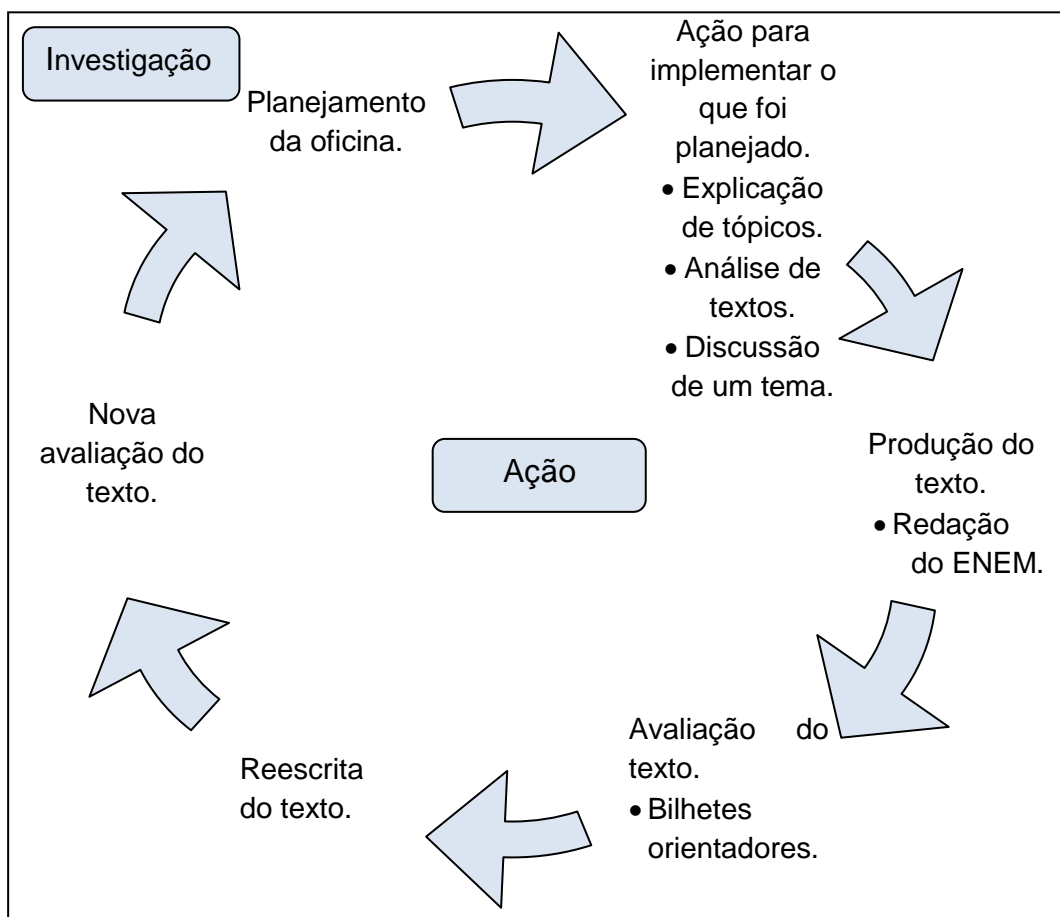 Investigação
Planejamento
da oficina.
Ação para
implementar o
que foi
planejado.
• Explicação
de tópicos.
• Análise de
textos.
• Discussão
de um tema.
Produção do
texto.
• Redação
do ENEM.
Avaliação do
texto.
• Bilhetes
orientadores.
Reescrita
do texto.
Nova
avaliação do
texto.
Ação